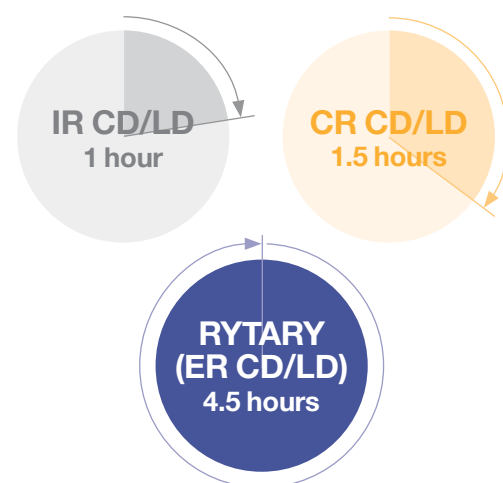 IR CD/LD
1 hour
CR CD/LD
1.5 hours
RYTARY
(ER CD/LD)
4.5 hours